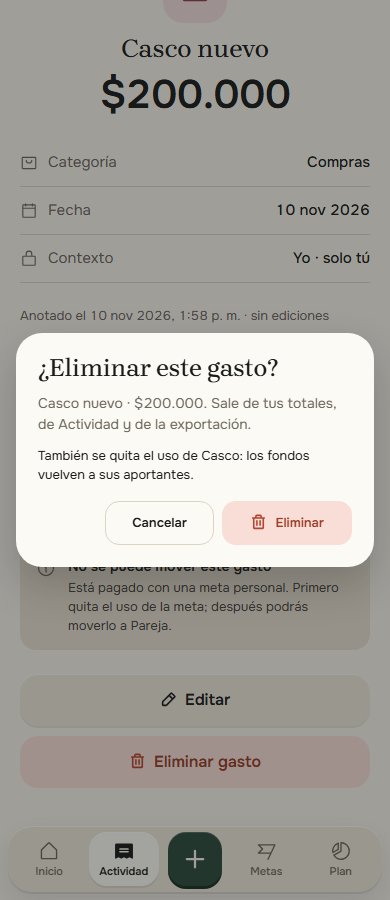 Casco nuevo
$200.000
Categoría
Compras
Fecha
10 nov 2026
Contexto
Yo · solo tú
Anotado el 10 nov 2026, 1:58 p. m. · sin ediciones
¿Eliminar este gasto?
Casco nuevo · $200.000. Sale de tus totales,
de Actividad y de la exportación.
También se quita el uso de Casco: los fondos
vuelven a sus aportantes.
Cancelar
Eliminar
No se puede mover este gasto
Está pagado con una meta personal. Primero
quita el uso de la meta; después podrás
moverlo a Pareja.
Editar
Eliminar gasto
Inicio
Actividad
Metas
Plan